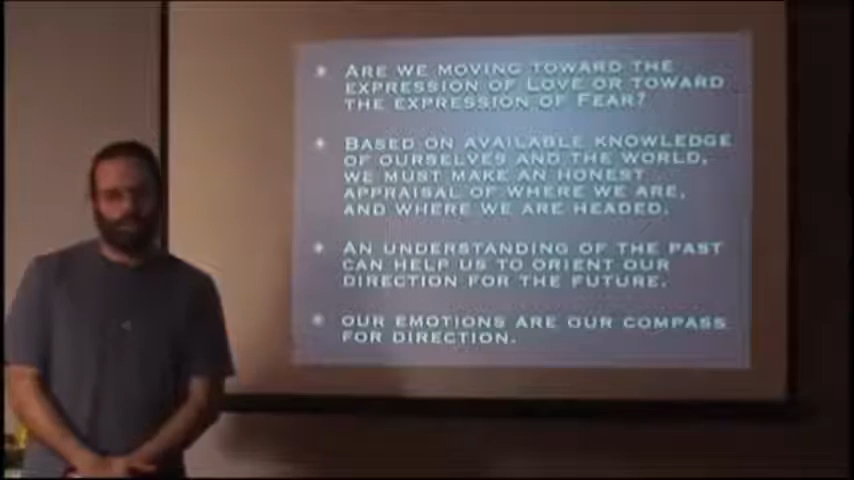 • Are we moving toward the
expression of Love or toward
the expression of Fear?
• Based on available knowledge
of ourselves and the world,
we must make an honest
appraisal of where we are,
and where we are headed.
• An understanding of the past
can help us to orient our
direction for the future.
• our emotions are our compass
for direction.